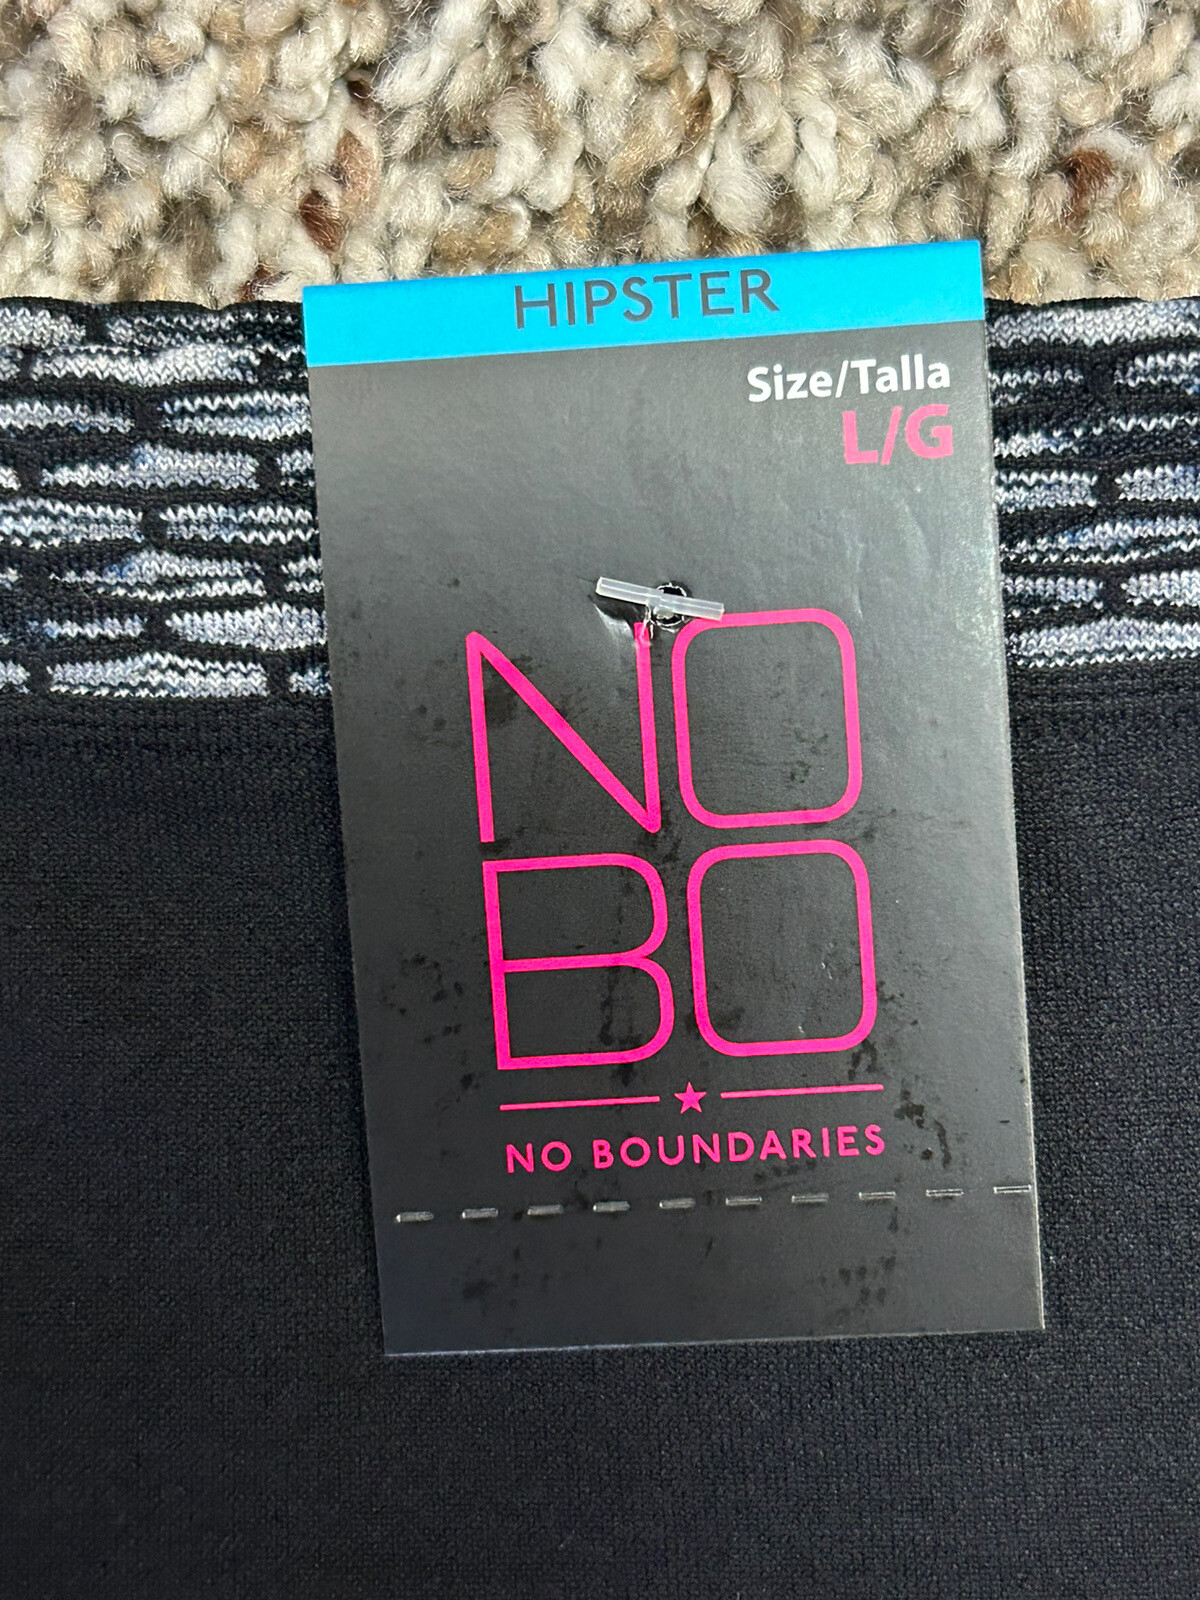 HIPSTER
Size/Talla
L/G
NO
BO
NO BOUNDARIES